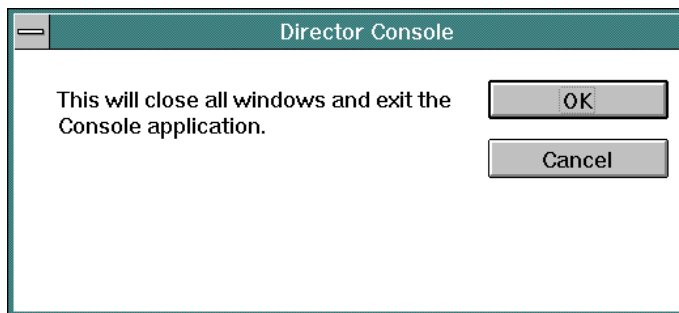 Director Console
This will close all windows and exit the
Console application.
OK
Cancel